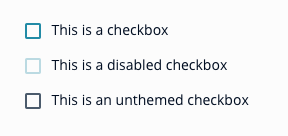 This is a checkbox
This is a disabled checkbox
This is an unthemed checkbox